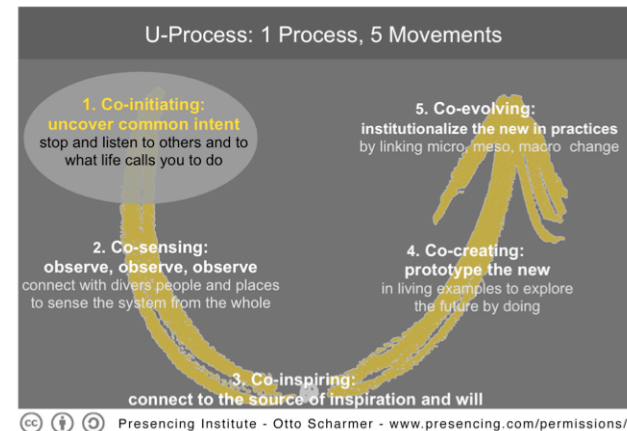 U-Process: 1 Process, 5 Movements
1. Co-initiating:
uncover common intent
stop and listen to others and to
what life calls you to do
2. Co-sensing:
observe, observe, observe
connect with divers people and places
to sense the system from the whole
3. Co-inspiring:
connect to the source of inspiration and will
4. Co-creating:
prototype the new
in living examples to explore
the future by doing
5. Co-evolving:
institutionalize the new in practices
by linking micro, meso, macro change
cc Presencing Institute - Otto Scharmer - www.presencing.com/permissions/